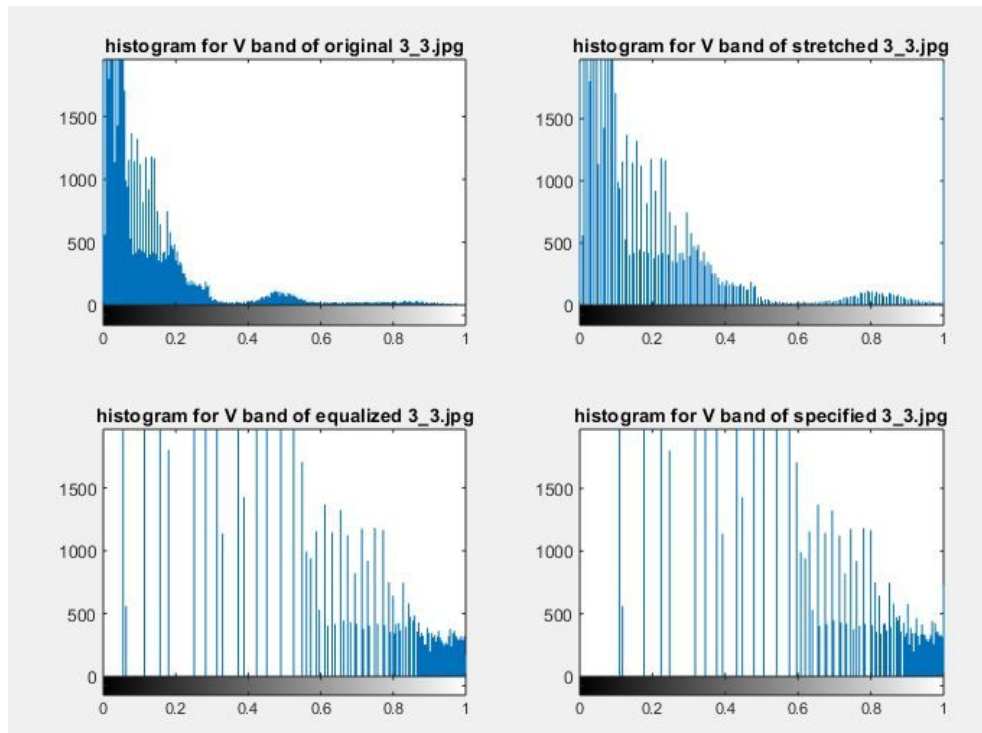 histogram for V band of original 3_3.jpg
1500
1000
500
0
0 0.2 0.4 0.6 0.8 1
histogram for V band of stretched 3_3.jpg
1500
1000
500
0
0 0.2 0.4 0.6 0.8 1
histogram for V band of equalized 3_3.jpg
1500
1000
500
0
0 0.2 0.4 0.6 0.8 1
histogram for V band of specified 3_3.jpg
1500
1000
500
0
0 0.2 0.4 0.6 0.8 1